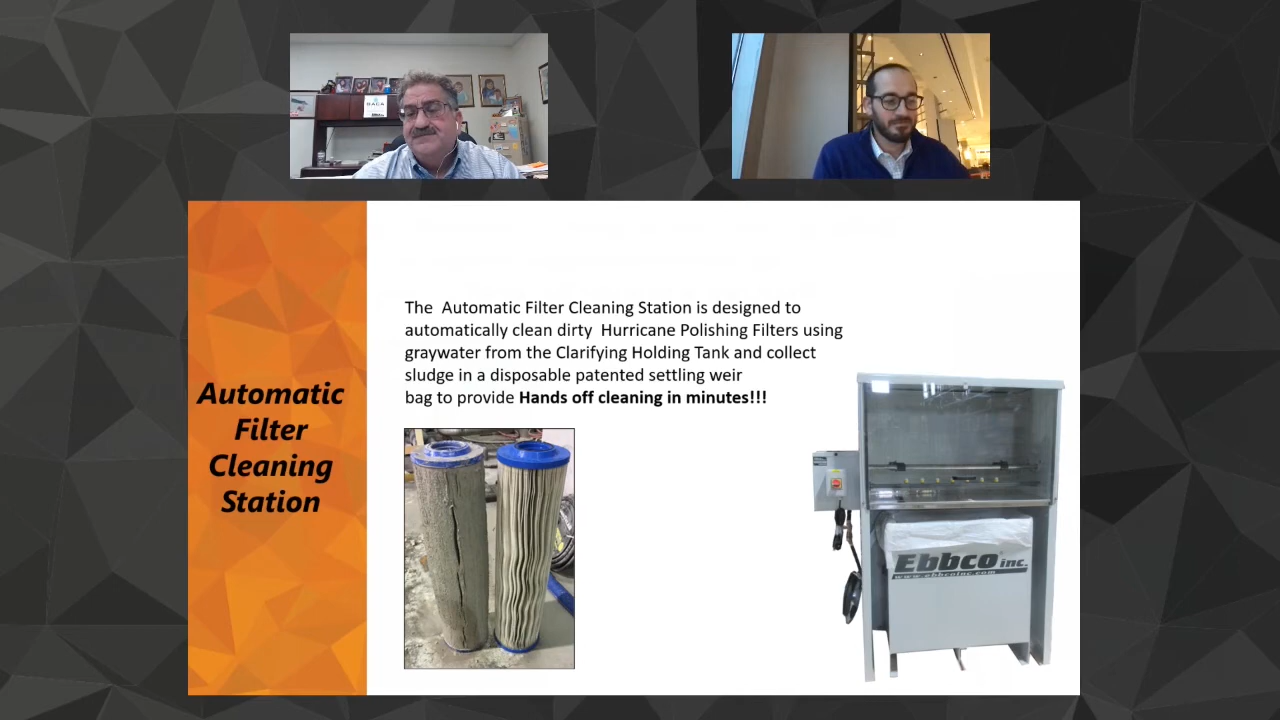 Automatic
Filter
Cleaning
Station
The Automatic Filter Cleaning Station is designed to
automatically clean dirty Hurricane Polishing Filters using
graywater from the Clarifying Holding Tank and collect
sludge in a disposable patented settling weir
bag to provide Hands off cleaning in minutes!!!
Ebbco inc.
www.ebbcoinc.com